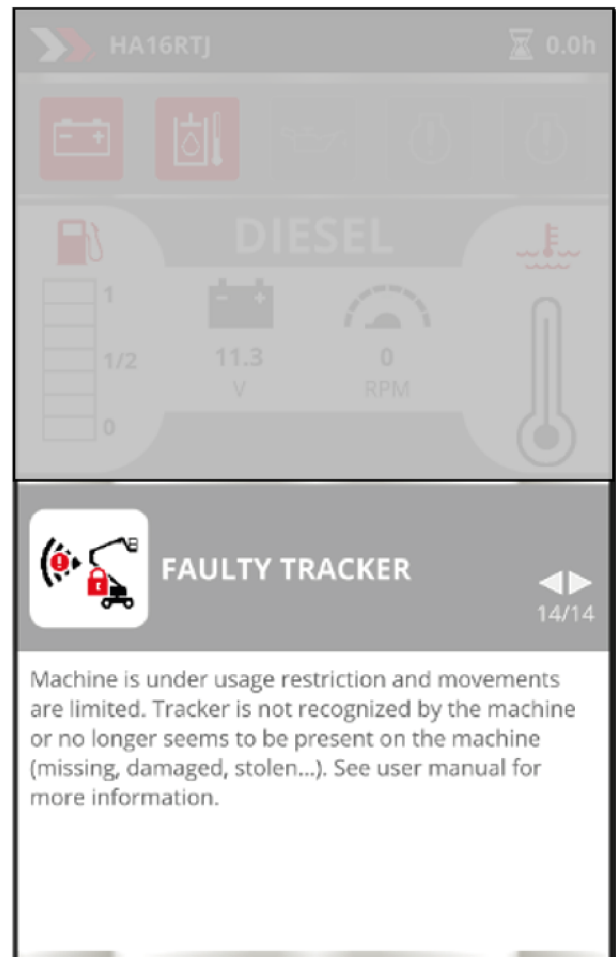 HA16RTJ
0.0h
DIESEL
1
1/2
0
11.3
V
0
RPM
FAULTY TRACKER
14/14
Machine is under usage restriction and movements
are limited. Tracker is not recognized by the machine
or no longer seems to be present on the machine
(missing, damaged, stolen...). See user manual for
more information.